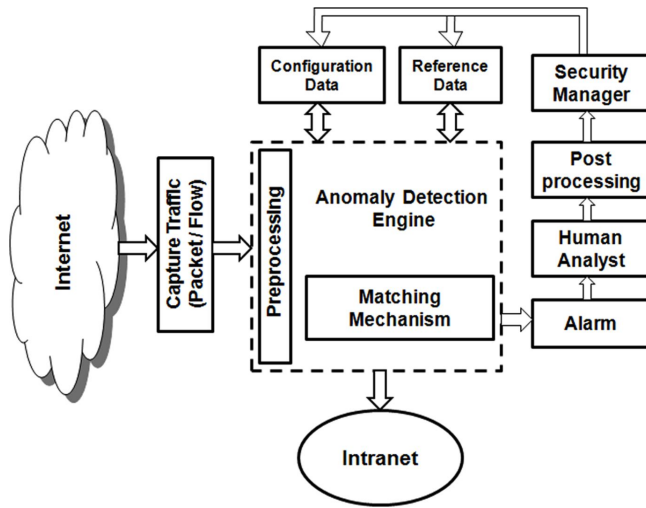 Configuration
Data
Reference
Data
Security
Manager
Post
processing
Human
Analyst
Alarm
Internet
Capture Traffic
(Packet / Flow)
Preprocessing
Anomaly Detection
Engine
Matching
Mechanism
Intranet